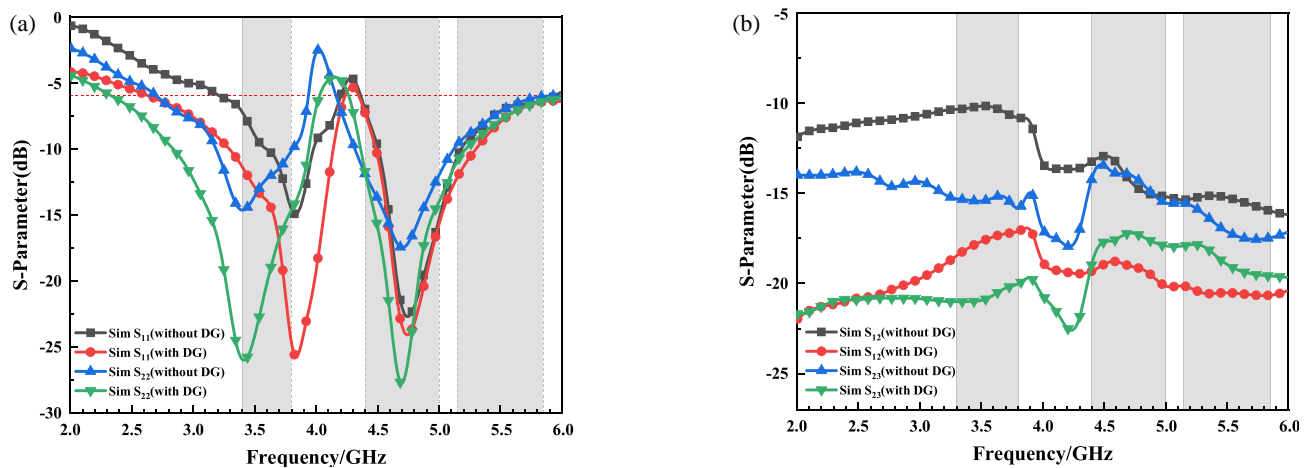 (a)
S-Parameter(dB)
0
-5
-10
-15
-20
-25
-30
Sim S11(without DG)
Sim S11(with DG)
Sim S22(without DG)
Sim S22(with DG)
2.0 2.5 3.0 3.5 4.0 4.5 5.0 5.5 6.0
Frequency/GHz
(b)
S-Parameter(dB)
-5
-10
-15
-20
-25
Sim S12(without DG)
Sim S12(with DG)
Sim S23(without DG)
Sim S23(with DG)
2.0 2.5 3.0 3.5 4.0 4.5 5.0 5.5 6.0
Frequency/GHz